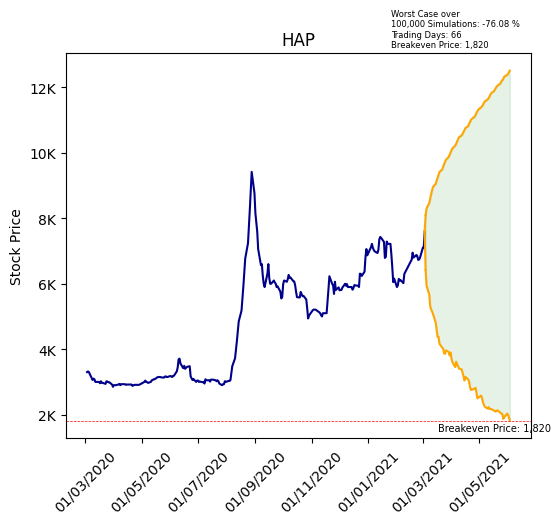 Worst Case over
100,000 Simulations: -76.08 %
Trading Days: 66
Breakeven Price: 1,820
HAP
Stock Price
12K
10K
8K
6K
4K
2K
Breakeven Price: 1,820
01/03/2020
01/05/2020
01/07/2020
01/09/2020
01/11/2020
01/01/2021
01/03/2021
01/05/2021